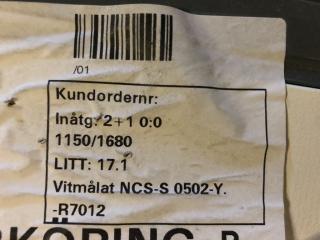 /01
Kundordernr:
Inåtg: 2+1 0:0
1150/1680
LITT: 17.1
Vitmålat NCS-S 0502-Y.
-R7012